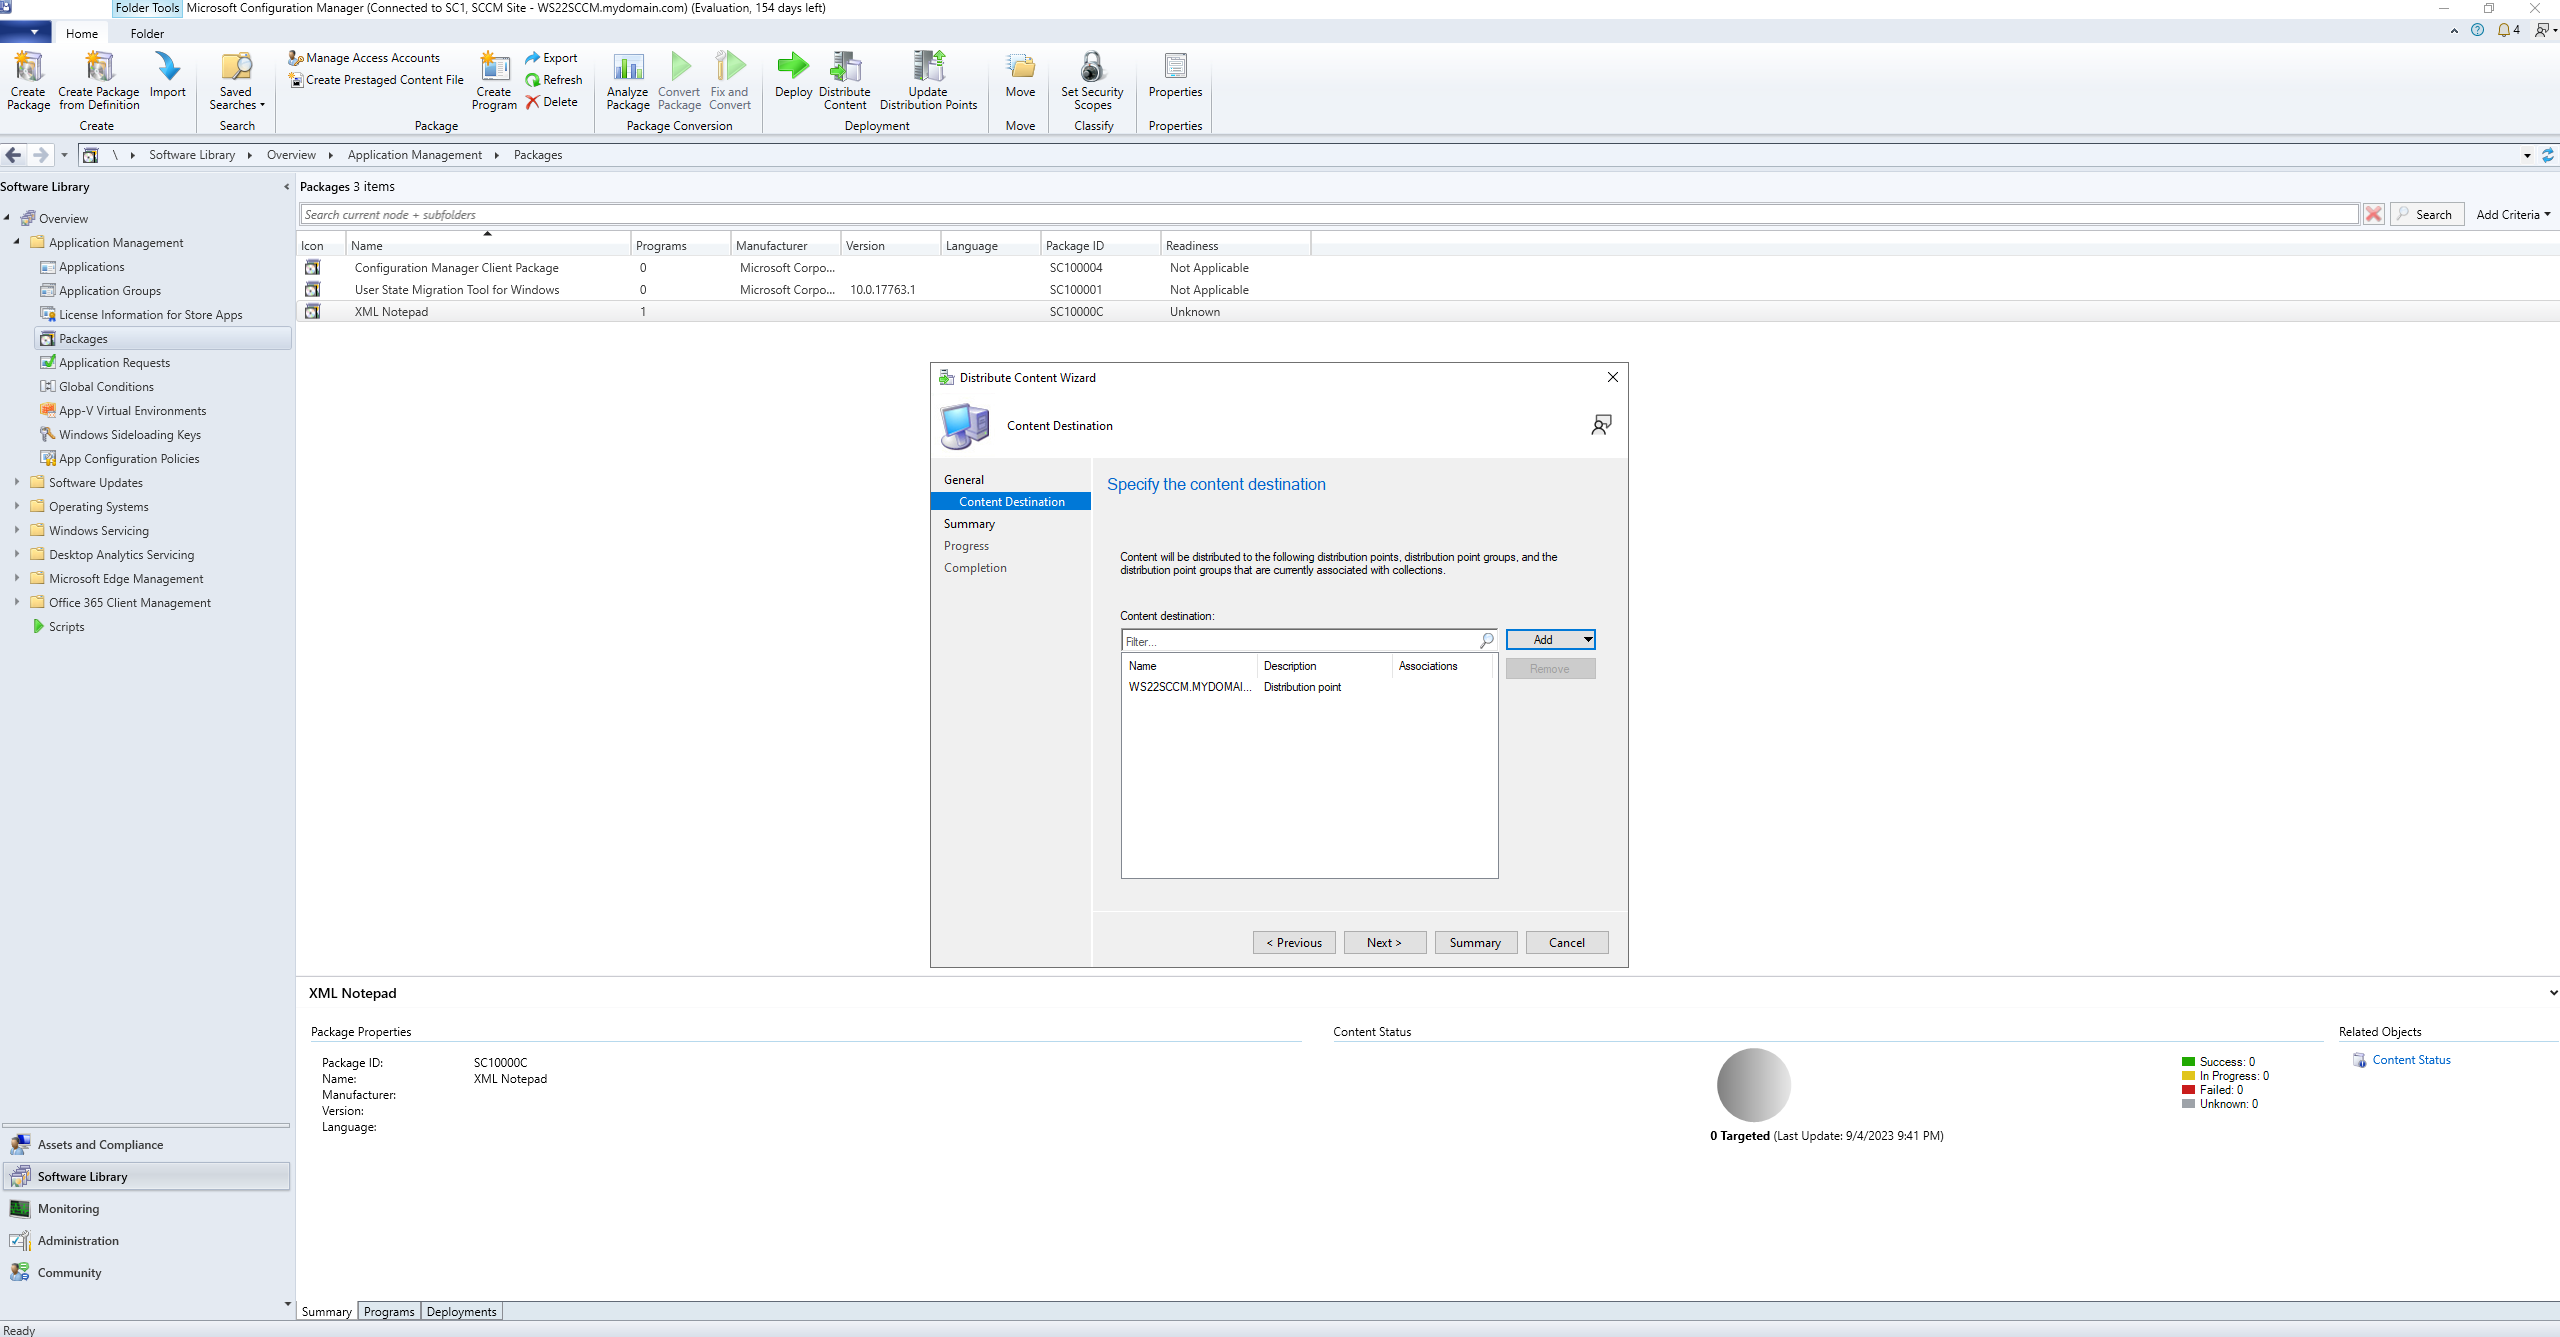 Folder Tools Microsoft Configuration Manager (Connected to SC1, SCCM Site - WS22SCCM.mydomain.com) (Evaluation, 154 days left)
Home Folder
4
Create Package
Create Package from Definition
Import
Create
Saved Searches
Search
Manage Access Accounts
Create Prestaged Content File
Create Program
Export
Refresh
Delete
Package
Analyze Package
Convert Package
Fix and Convert
Package Conversion
Deploy
Distribute Content
Update Distribution Points
Deployment
Move
Move
Set Security Scopes
Classify
Properties
Properties
\ Software Library Overview Application Management Packages
Software Library
Overview
Application Management
Applications
Application Groups
License Information for Store Apps
Packages
Application Requests
Global Conditions
App-V Virtual Environments
Windows Sideloading Keys
App Configuration Policies
Software Updates
Operating Systems
Windows Servicing
Desktop Analytics Servicing
Microsoft Edge Management
Office 365 Client Management
Scripts
Assets and Compliance
Software Library
Monitoring
Administration
Community
Packages 3 items
Search current node + subfolders
Search
Add Criteria
Icon Name Programs Manufacturer Version Language Package ID Readiness
Configuration Manager Client Package 0 Microsoft Corpo... SC100004 Not Applicable
User State Migration Tool for Windows 0 Microsoft Corpo... 10.0.17763.1 SC100001 Not Applicable
XML Notepad 1 SC10000C Unknown
Distribute Content Wizard
Content Destination
General
Content Destination
Summary
Progress
Completion
Specify the content destination
Content will be distributed to the following distribution points, distribution point groups, and the
distribution point groups that are currently associated with collections.
Content destination:
Filter...
Add
Remove
Name Description Associations
WS22SCCM.MYDOMAI... Distribution point
< Previous Next > Summary Cancel
XML Notepad
Package Properties
Package ID: SC10000C
Name: XML Notepad
Manufacturer:
Version:
Language:
Content Status
Success: 0
In Progress: 0
Failed: 0
Unknown: 0
0 Targeted (Last Update: 9/4/2023 9:41 PM)
Related Objects
Content Status
Summary Programs Deployments
Ready